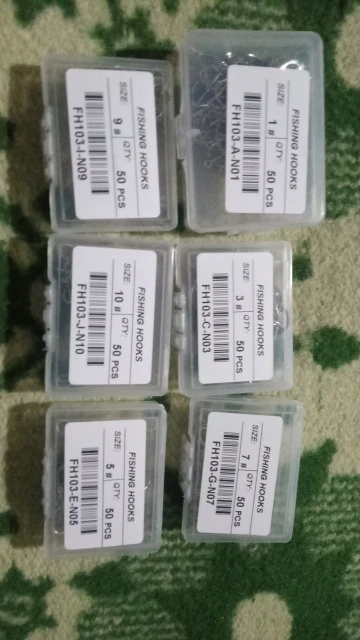 FISHING HOOKS
SIZE: 9 # QTY: 50 PCS
FH103-I-N09
FISHING HOOKS
SIZE: 1 # QTY: 50 PCS
FH103-A-N01
FISHING HOOKS
SIZE: 10 # QTY: 50 PCS
FH103-J-N10
FISHING HOOKS
SIZE: 3 # QTY: 50 PCS
FH103-C-N03
FISHING HOOKS
SIZE: 5 # QTY: 50 PCS
FH103-E-N05
FISHING HOOKS
SIZE: 7 # QTY: 50 PCS
FH103-G-N07